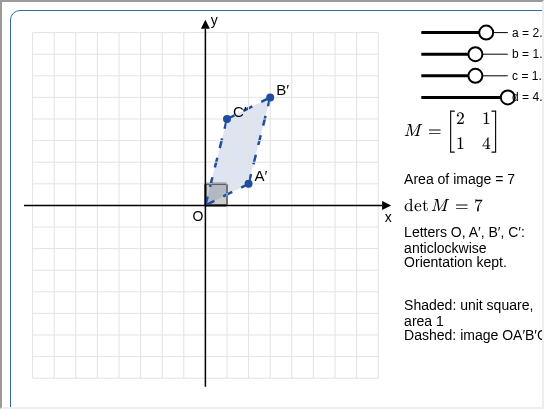 y
a = 2.
b = 1.
c = 1.
d = 4.
B′
C′
A′
O
x
M = [2 1
1 4]
Area of image = 7
det M = 7
Letters O, A′, B′, C′:
anticlockwise
Orientation kept.
Shaded: unit square,
area 1
Dashed: image OA′B′C